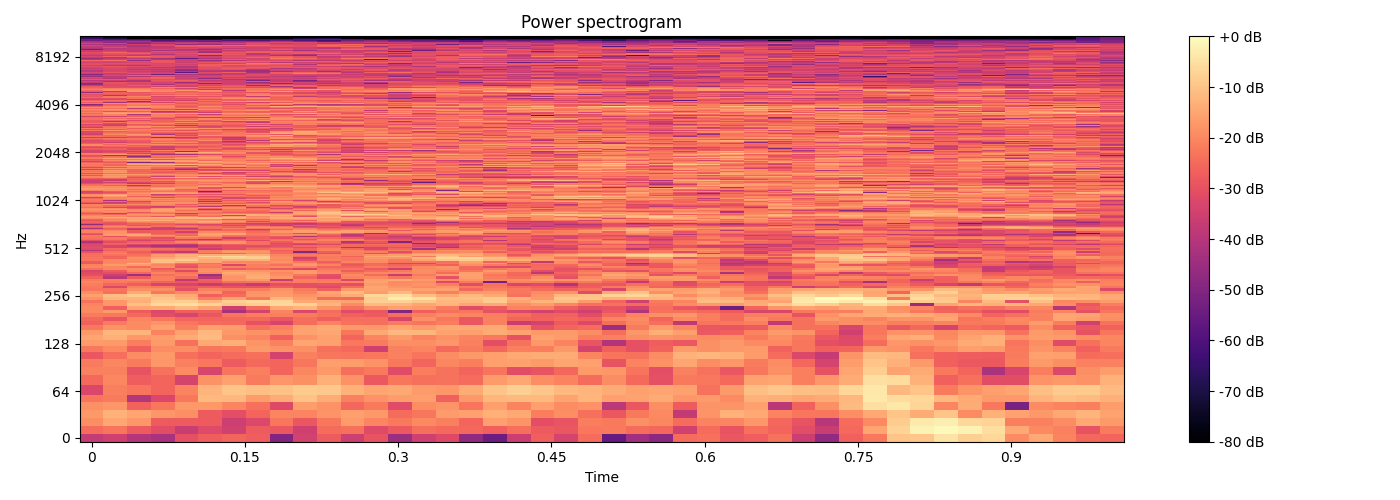 Power spectrogram
Hz
8192
4096
2048
1024
512
256
128
64
0
0 0.15 0.3 0.45 0.6 0.75 0.9
Time
+0 dB
-10 dB
-20 dB
-30 dB
-40 dB
-50 dB
-60 dB
-70 dB
-80 dB